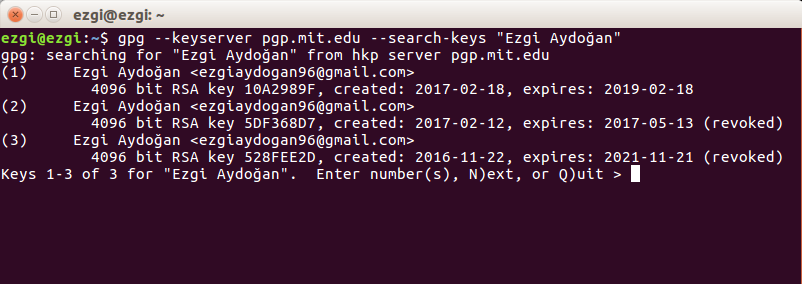 ezgi@ezgi: ~
ezgi@ezgi:~$ gpg --keyserver pgp.mit.edu --search-keys "Ezgi Aydoğan"
gpg: searching for "Ezgi Aydoğan" from hkp server pgp.mit.edu
(1)     Ezgi Aydoğan <ezgiaydogan96@gmail.com>
          4096 bit RSA key 10A2989F, created: 2017-02-18, expires: 2019-02-18
(2)     Ezgi Aydoğan <ezgiaydogan96@gmail.com>
          4096 bit RSA key 5DF368D7, created: 2017-02-12, expires: 2017-05-13 (revoked)
(3)     Ezgi Aydoğan <ezgiaydogan96@gmail.com>
          4096 bit RSA key 528FEE2D, created: 2016-11-22, expires: 2021-11-21 (revoked)
Keys 1-3 of 3 for "Ezgi Aydoğan".  Enter number(s), N)ext, or Q)uit >